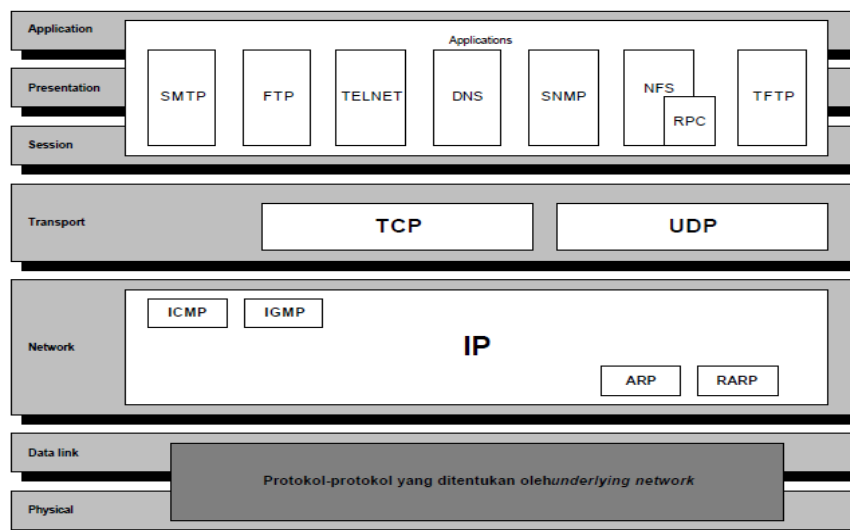 Application
Applications
Presentation
SMTP FTP TELNET DNS SNMP NFS RPC TFTP
Session
Transport
TCP UDP
ICMP IGMP
Network
IP
ARP RARP
Data link
Protokol-protokol yang ditentukan olehunderlying network
Physical